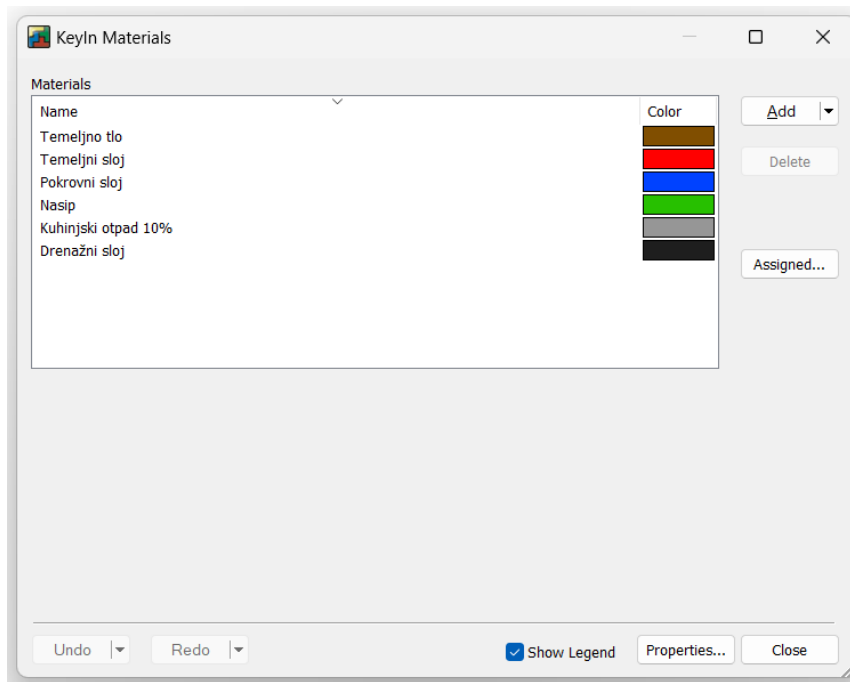 KeyIn Materials
Materials
Name Color
Temeljno tlo
Temeljni sloj
Pokrovni sloj
Nasip
Kuhinjski otpad 10%
Drenažni sloj
Add
Delete
Assigned...
Undo Redo Show Legend Properties... Close